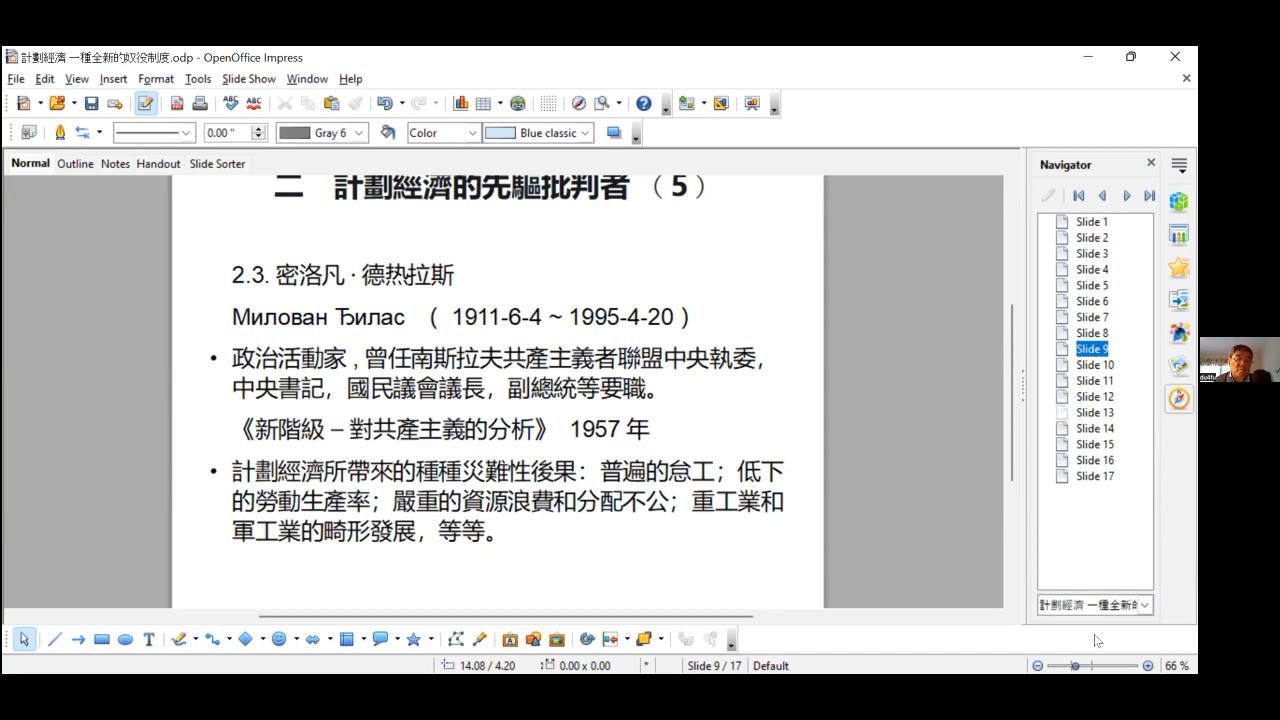 計劃經濟 一種全新的奴役制度.odp - OpenOffice Impress
File Edit View Insert Format Tools Slide Show Window Help
0.00 " Gray 6 Color Blue classic
Normal Outline Notes Handout Slide Sorter
二 計劃經濟的先驅批判者（5）
2.3. 密洛凡 · 德热拉斯
Милован Ђилас （ 1911-6-4 ~ 1995-4-20 ）
• 政治活動家 , 曾任南斯拉夫共產主義者聯盟中央執委，
中央書記，國民議會議長，副總統等要職。
《新階級 – 對共產主義的分析》 1957 年
• 計劃經濟所帶來的種種災難性後果：普遍的怠工；低下
的勞動生產率；嚴重的資源浪費和分配不公；重工業和
軍工業的畸形發展，等等。
Navigator
Slide 1
Slide 2
Slide 3
Slide 4
Slide 5
Slide 6
Slide 7
Slide 8
Slide 9
Slide 10
Slide 11
Slide 12
Slide 13
Slide 14
Slide 15
Slide 16
Slide 17
計劃經濟 一種全新的
14.08 / 4.20 0.00 x 0.00 * Slide 9 / 17 Default 66 %